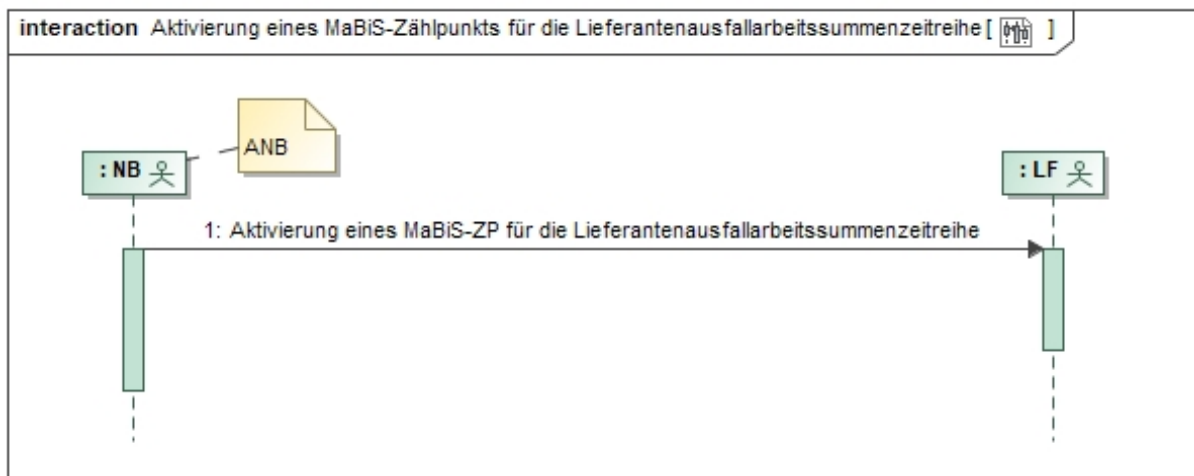 interaction Aktivierung eines MaBiS-Zählpunkts für die Lieferantenausfallarbeitssummenzeitreihe [ ]
ANB
: NB
: LF
1: Aktivierung eines MaBiS-ZP für die Lieferantenausfallarbeitssummenzeitreihe